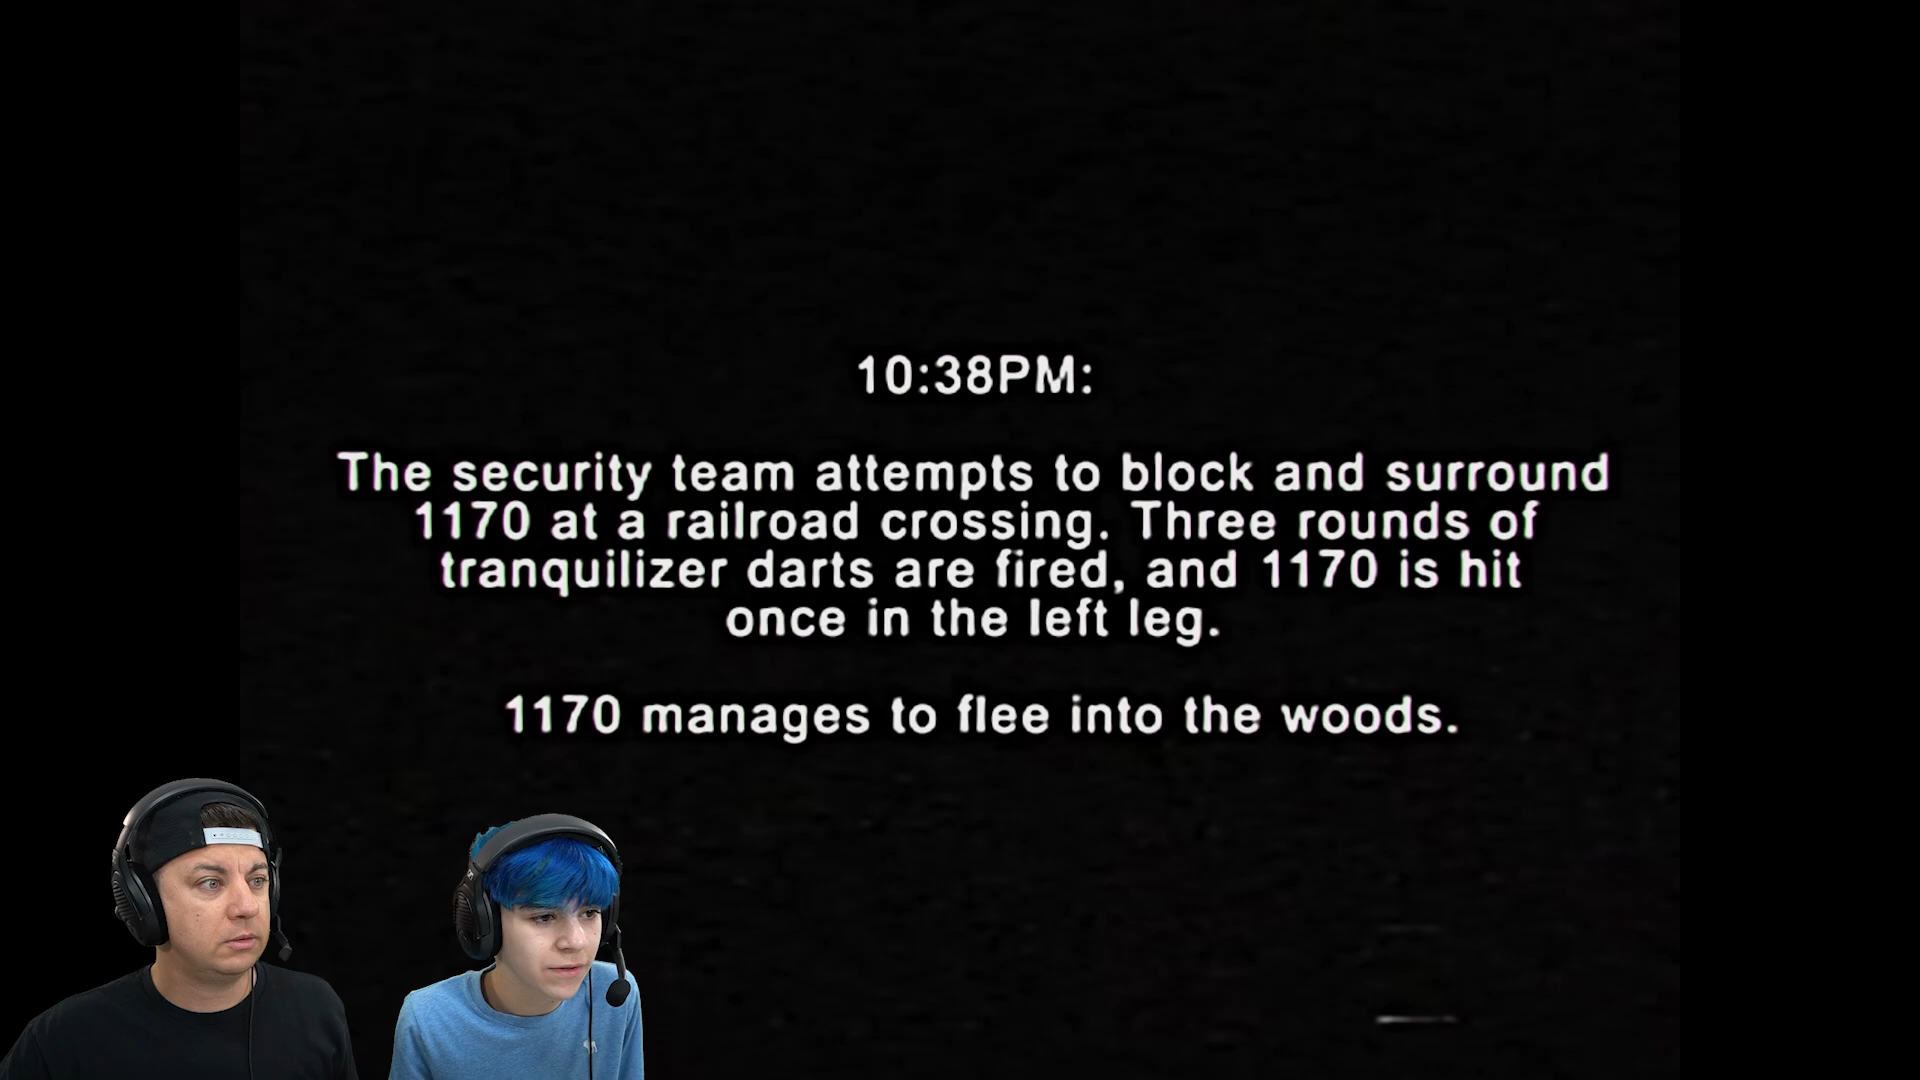 10:38PM:
The security team attempts to block and surround
1170 at a railroad crossing. Three rounds of
tranquilizer darts are fired, and 1170 is hit
once in the left leg.
1170 manages to flee into the woods.